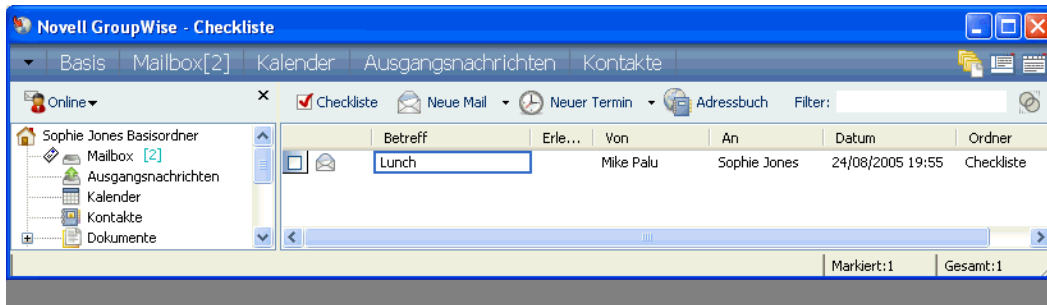 Novell GroupWise - Checkliste
Basis Mailbox[2] Kalender Ausgangsnachrichten Kontakte
Online Checkliste Neue Mail Neuer Termin Adressbuch Filter:
Sophie Jones Basisordner
Mailbox [2]
Ausgangsnachrichten
Kalender
Kontakte
Dokumente
Betreff Erle... Von An Datum Ordner
Lunch Mike Palu Sophie Jones 24/08/2005 19:55 Checkliste
Markiert:1 Gesamt:1